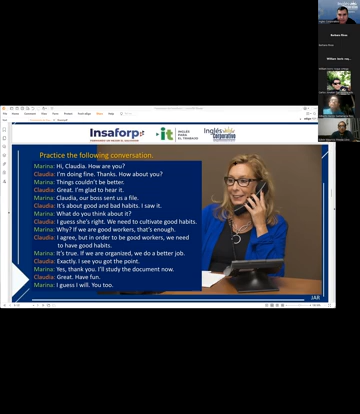 Insaforp
it
INGLÉS
PARA
EL TRABAJO
Inglés
Corporativo
Practice the following conversation.
Marina: Hi, Claudia. How are you?
Claudia: I'm doing fine. Thanks. How about you?
Marina: Things couldn't be better.
Claudia: Great. I'm glad to hear it.
Marina: Claudia, our boss sent us a file.
Claudia: It's about good and bad habits. I saw it.
Marina: What do you think about it?
Claudia: I guess she's right. We need to cultivate good habits.
Marina: Why? If we are good workers, that's enough.
Claudia: I agree, but in order to be good workers, we need
to have good habits.
Marina: It's true. If we are organized, we do a better job.
Claudia: Exactly. I see you got the point.
Marina: Yes, thank you. I'll study the document now.
Claudia: Great. Have fun.
Marina: I guess I will. You too.
JAR